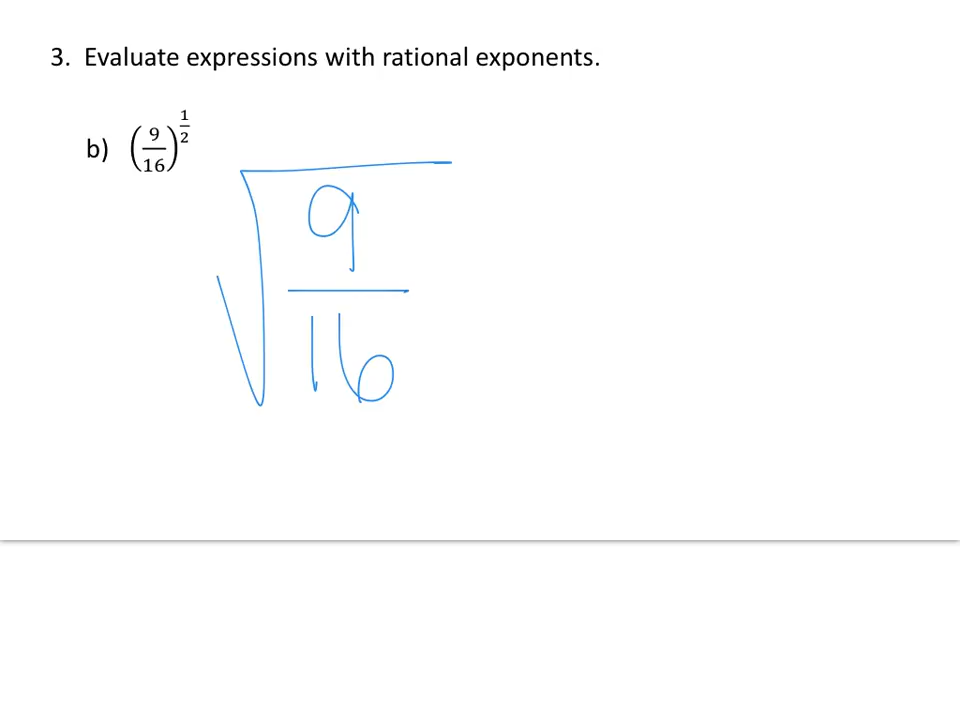 3. Evaluate expressions with rational exponents.
b) (9/16)^(1/2)
√(9/16)